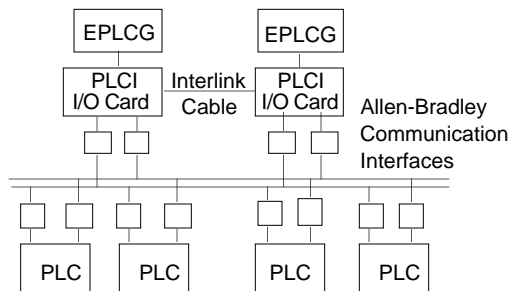 EPLCG
EPLCG
PLCI
I/O Card
Interlink
Cable
PLCI
I/O Card
Allen-Bradley
Communication
Interfaces
PLC
PLC
PLC
PLC